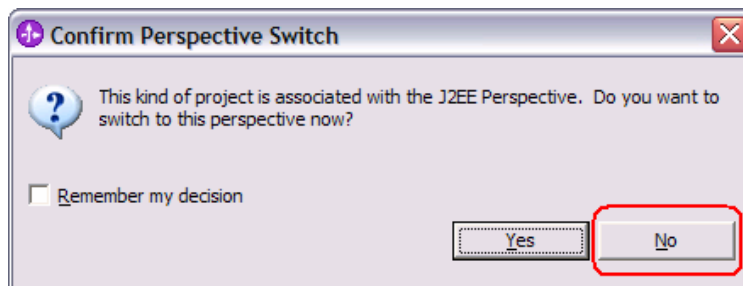 Confirm Perspective Switch
This kind of project is associated with the J2EE Perspective. Do you want to
switch to this perspective now?
Remember my decision
Yes No